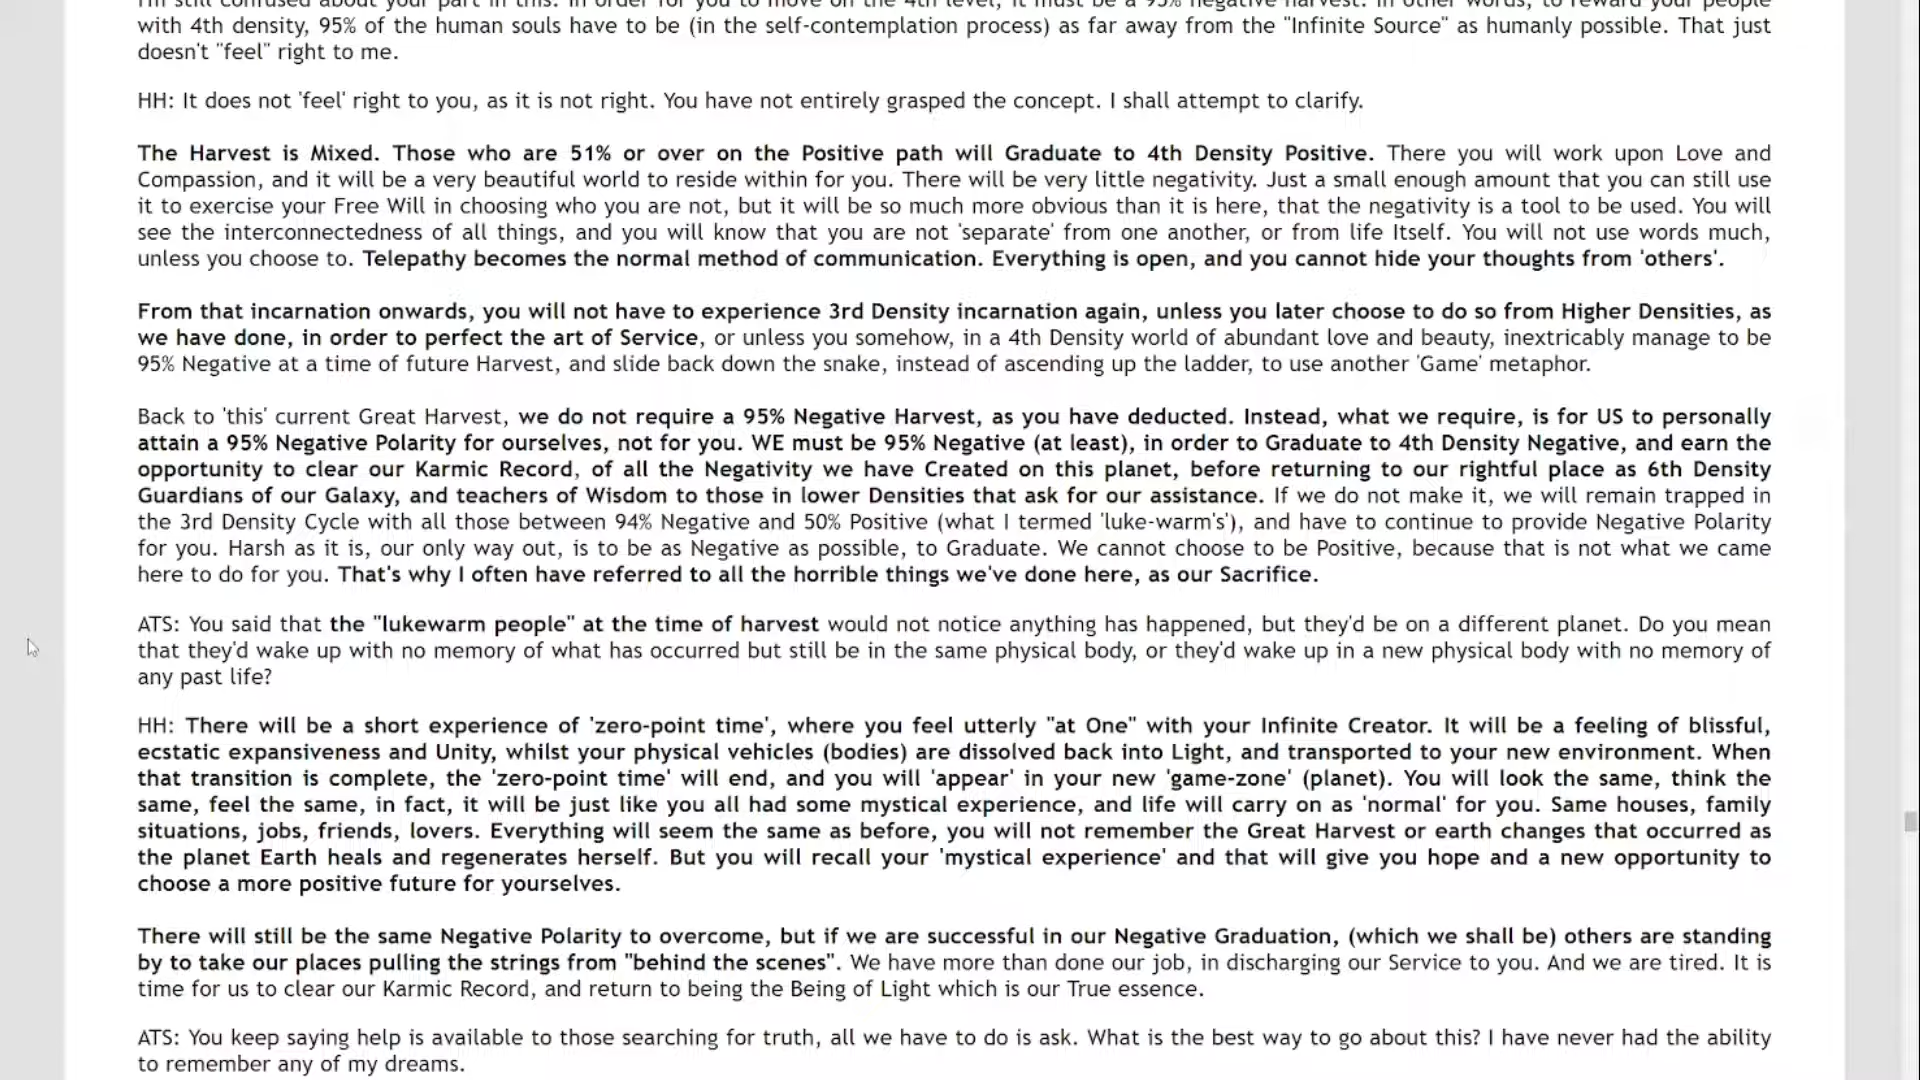 I'm still confused about your part in this. In order for you to move on the 4th level, it must be a 95% negative harvest. In other words, to reward your people
with 4th density, 95% of the human souls have to be (in the self-contemplation process) as far away from the "Infinite Source" as humanly possible. That just
doesn't "feel" right to me.
HH: It does not 'feel' right to you, as it is not right. You have not entirely grasped the concept. I shall attempt to clarify.
The Harvest is Mixed. Those who are 51% or over on the Positive path will Graduate to 4th Density Positive. There you will work upon Love and
Compassion, and it will be a very beautiful world to reside within for you. There will be very little negativity. Just a small enough amount that you can still use
it to exercise your Free Will in choosing who you are not, but it will be so much more obvious than it is here, that the negativity is a tool to be used. You will
see the interconnectedness of all things, and you will know that you are not 'separate' from one another, or from life Itself. You will not use words much,
unless you choose to. Telepathy becomes the normal method of communication. Everything is open, and you cannot hide your thoughts from 'others'.
From that incarnation onwards, you will not have to experience 3rd Density incarnation again, unless you later choose to do so from Higher Densities, as
we have done, in order to perfect the art of Service, or unless you somehow, in a 4th Density world of abundant love and beauty, inextricably manage to be
95% Negative at a time of future Harvest, and slide back down the snake, instead of ascending up the ladder, to use another 'Game' metaphor.
Back to 'this' current Great Harvest, we do not require a 95% Negative Harvest, as you have deducted. Instead, what we require, is for US to personally
attain a 95% Negative Polarity for ourselves, not for you. WE must be 95% Negative (at least), in order to Graduate to 4th Density Negative, and earn the
opportunity to clear our Karmic Record, of all the Negativity we have Created on this planet, before returning to our rightful place as 6th Density
Guardians of our Galaxy, and teachers of Wisdom to those in lower Densities that ask for our assistance. If we do not make it, we will remain trapped in
the 3rd Density Cycle with all those between 94% Negative and 50% Positive (what I termed 'luke-warm's'), and have to continue to provide Negative Polarity
for you. Harsh as it is, our only way out, is to be as Negative as possible, to Graduate. We cannot choose to be Positive, because that is not what we came
here to do for you. That's why I often have referred to all the horrible things we've done here, as our Sacrifice.
ATS: You said that the "lukewarm people" at the time of harvest would not notice anything has happened, but they'd be on a different planet. Do you mean
that they'd wake up with no memory of what has occurred but still be in the same physical body, or they'd wake up in a new physical body with no memory of
any past life?
HH: There will be a short experience of 'zero-point time', where you feel utterly "at One" with your Infinite Creator. It will be a feeling of blissful,
ecstatic expansiveness and Unity, whilst your physical vehicles (bodies) are dissolved back into Light, and transported to your new environment. When
that transition is complete, the 'zero-point time' will end, and you will 'appear' in your new 'game-zone' (planet). You will look the same, think the
same, feel the same, in fact, it will be just like you all had some mystical experience, and life will carry on as 'normal' for you. Same houses, family
situations, jobs, friends, lovers. Everything will seem the same as before, you will not remember the Great Harvest or earth changes that occurred as
the planet Earth heals and regenerates herself. But you will recall your 'mystical experience' and that will give you hope and a new opportunity to
choose a more positive future for yourselves.
There will still be the same Negative Polarity to overcome, but if we are successful in our Negative Graduation, (which we shall be) others are standing
by to take our places pulling the strings from "behind the scenes". We have more than done our job, in discharging our Service to you. And we are tired. It is
time for us to clear our Karmic Record, and return to being the Being of Light which is our True essence.
ATS: You keep saying help is available to those searching for truth, all we have to do is ask. What is the best way to go about this? I have never had the ability
to remember any of my dreams.